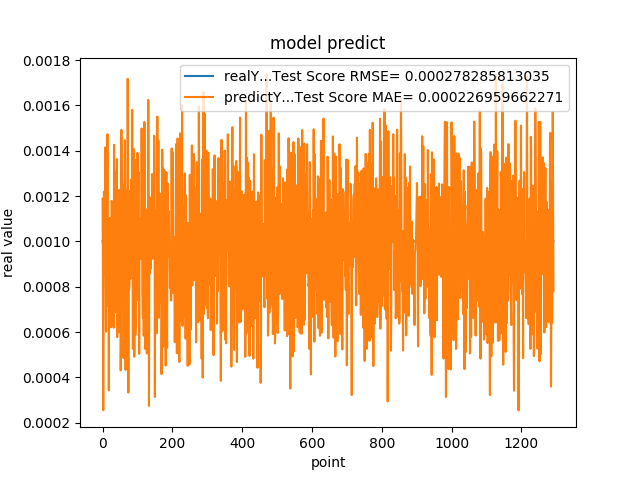 model predict
realY...Test Score RMSE= 0.000278285813035
predictY...Test Score MAE= 0.000226959662271
0.0018
0.0016
0.0014
0.0012
0.0010
0.0008
0.0006
0.0004
0.0002
real value
0 200 400 600 800 1000 1200
point